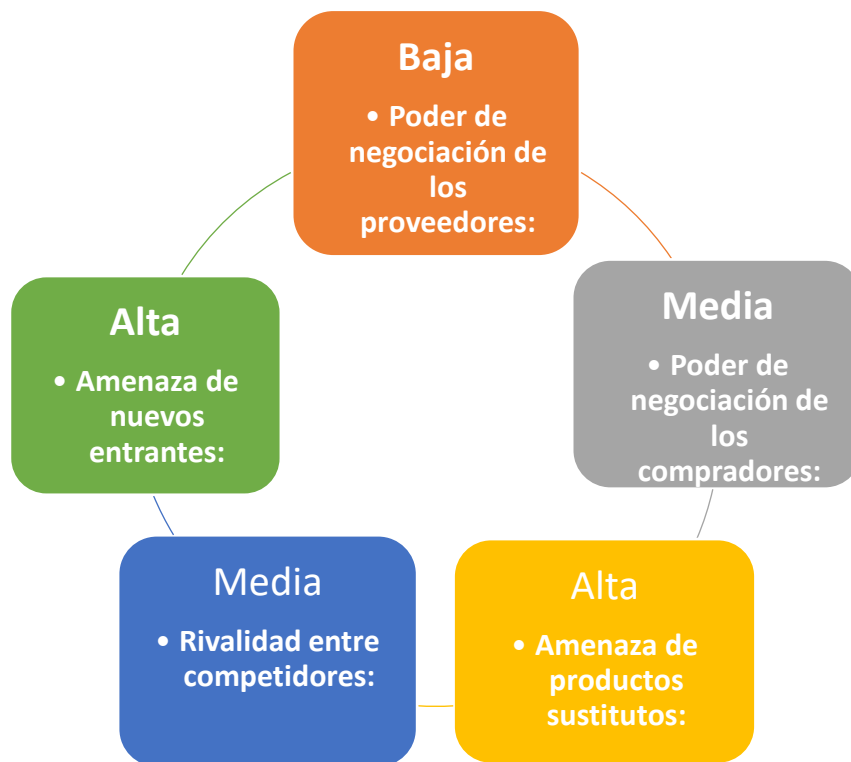 Baja
• Poder de
negociación de
los
proveedores:
Media
• Poder de
negociación de
los
compradores:
Alta
• Amenaza de
productos
sustitutos:
Media
• Rivalidad entre
competidores:
Alta
• Amenaza de
nuevos
entrantes: